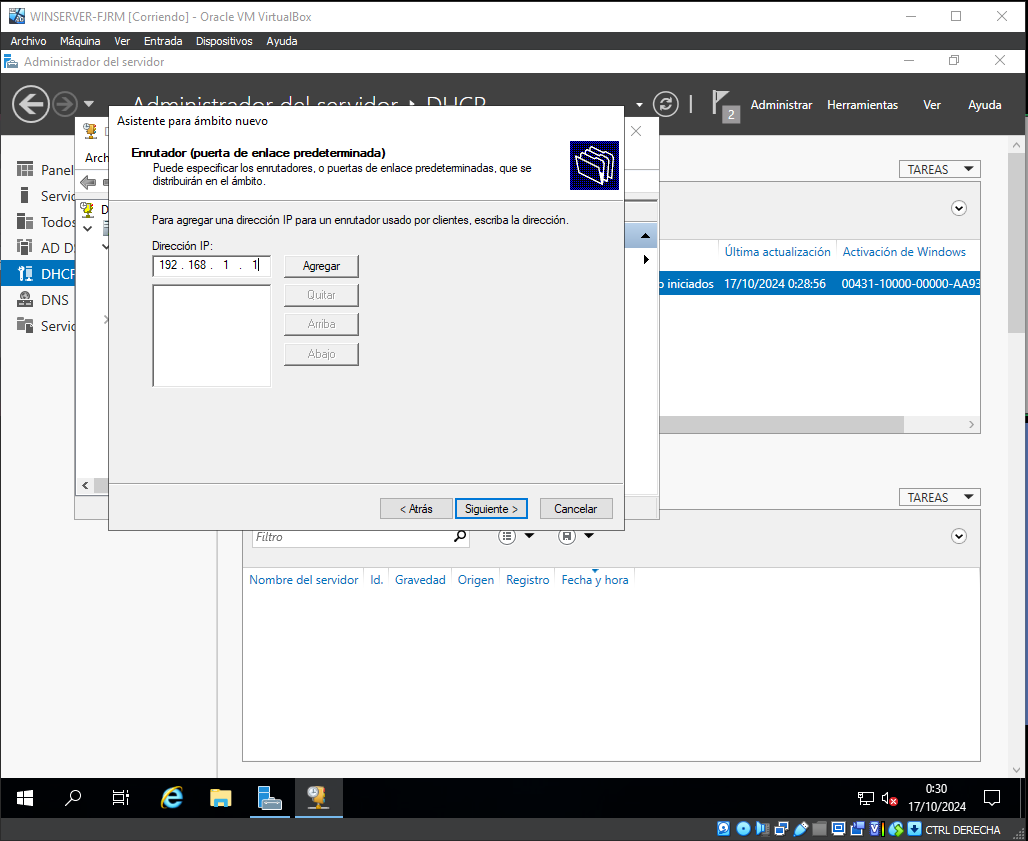 WINSERVER-FJRM [Corriendo] - Oracle VM VirtualBox
Archivo Máquina Ver Entrada Dispositivos Ayuda
Administrador del servidor
Administrador del servidor DHCP
2 Administrar Herramientas Ver Ayuda
Asistente para ámbito nuevo
Enrutador (puerta de enlace predeterminada)
Puede especificar los enrutadores, o puertas de enlace predeterminadas, que se
distribuirán en el ámbito.
Arch
Panel
Servic
Todos
AD D
DHCP
DNS
Servic
D
TAREAS
Para agregar una dirección IP para un enrutador usado por clientes, escriba la dirección.
Dirección IP:
192 . 168 . 1 . 1
Agregar
Quitar
Arriba
Abajo
Última actualización Activación de Windows
o iniciados 17/10/2024 0:28:56 00431-10000-00000-AA93
< Atrás Siguiente > Cancelar
TAREAS
Filtro
Nombre del servidor Id. Gravedad Origen Registro Fecha y hora
0:30
17/10/2024
CTRL DERECHA